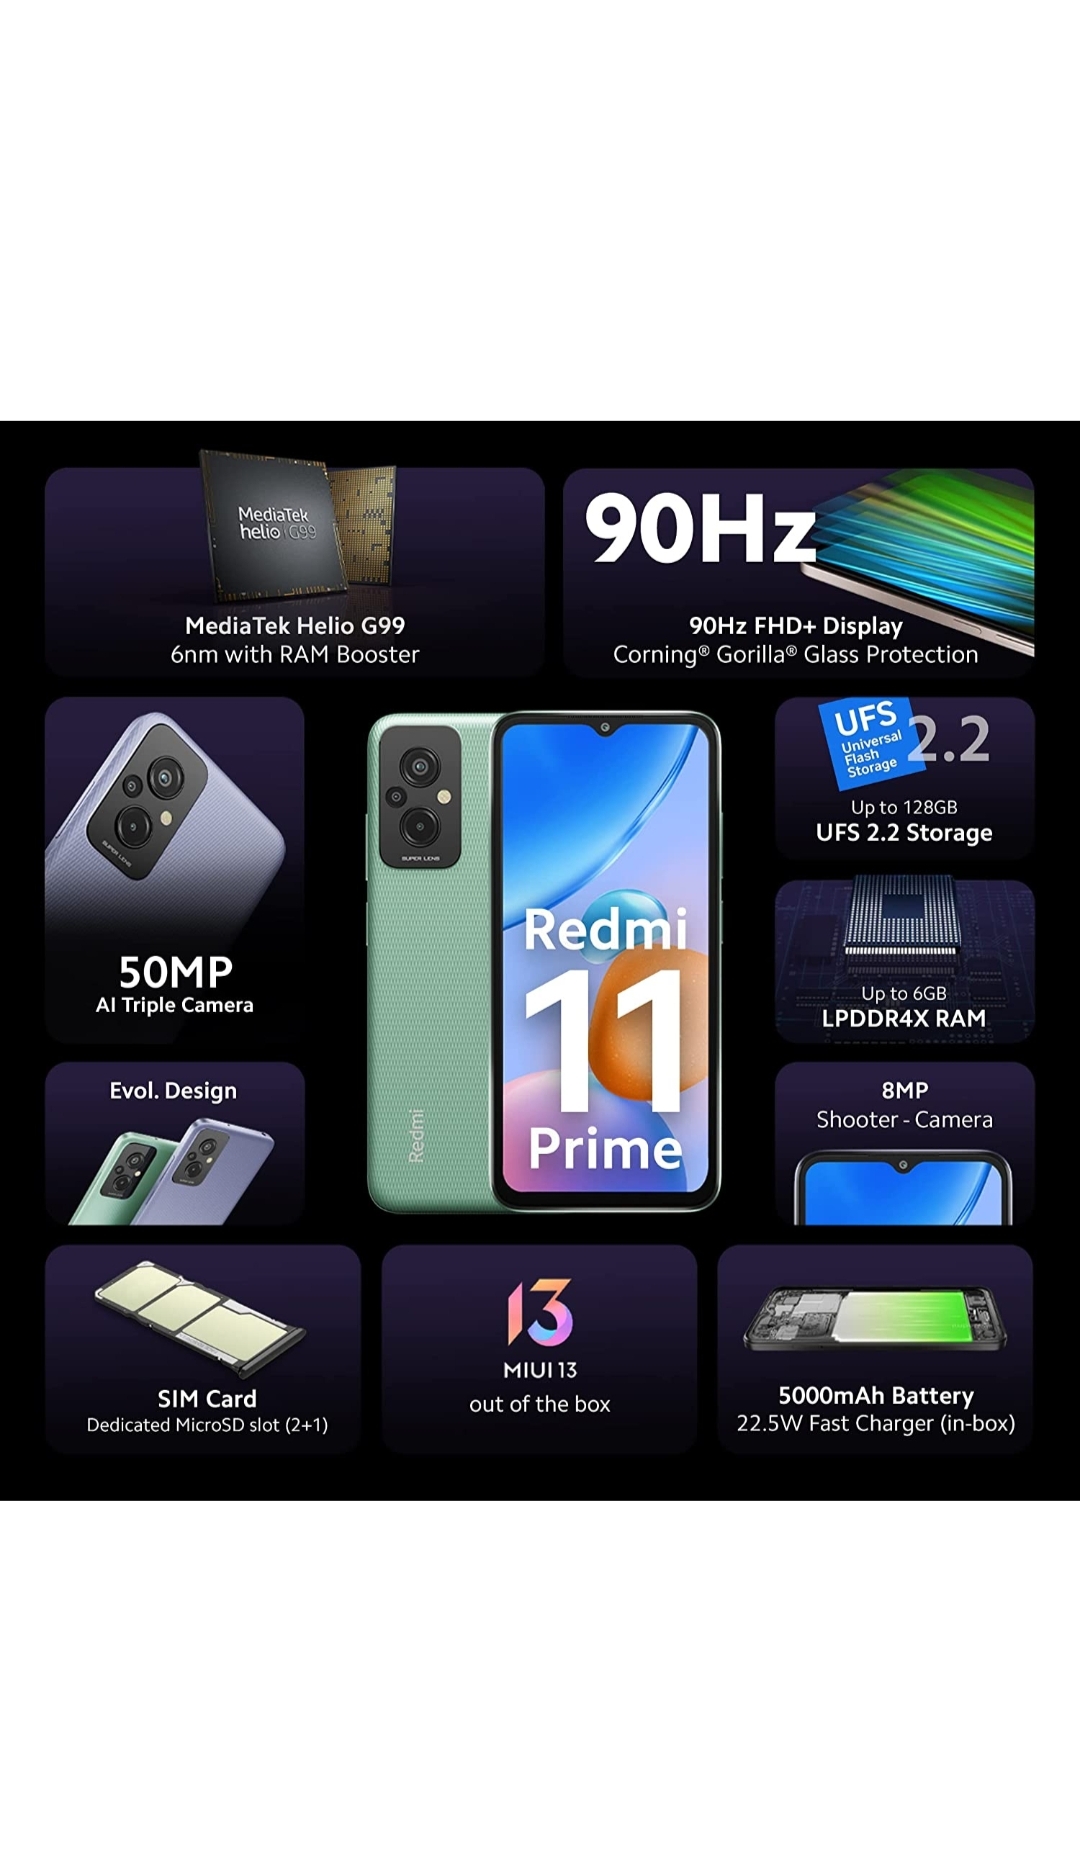 MediaTek
helio G99
MediaTek Helio G99
6nm with RAM Booster
90Hz
90Hz FHD+ Display
Corning® Gorilla® Glass Protection
SUPER LENS
50MP
AI Triple Camera
Evol. Design
SUPER LENS
Redmi
Redmi
11
Prime
UFS
Universal
Flash
Storage
2.2
Up to 128GB
UFS 2.2 Storage
Up to 6GB
LPDDR4X RAM
8MP
Shooter - Camera
SIM Card
Dedicated MicroSD slot (2+1)
13
MIUI 13
out of the box
5000mAh Battery
22.5W Fast Charger (in-box)